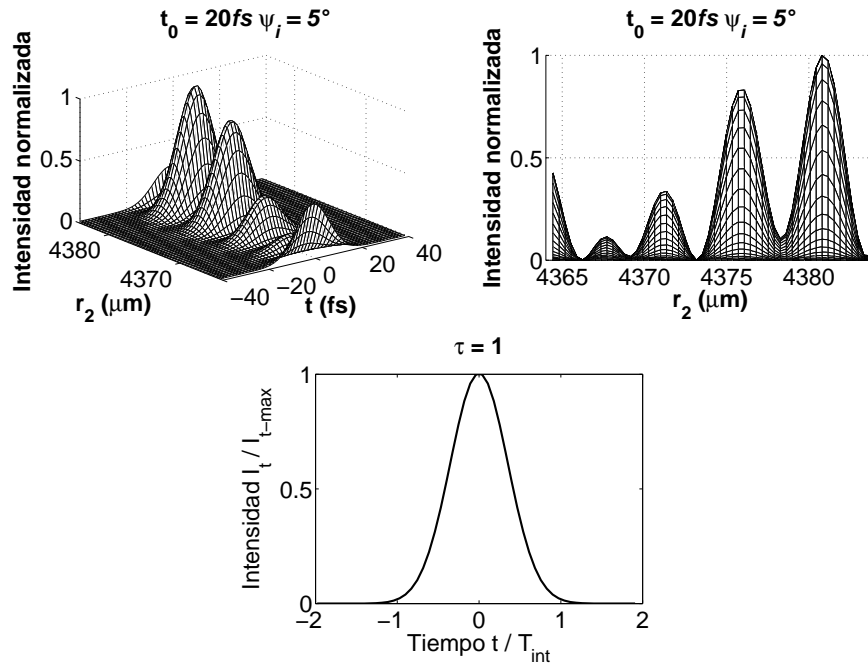 t₀ = 20fs ψᵢ = 5°
Intensidad normalizada
1
0.5
0
4380
4370
r₂ (μm)
−40
−20
0
20
40
t (fs)
t₀ = 20fs ψᵢ = 5°
Intensidad normalizada
1
0.5
0
4365
4370
4375
4380
r₂ (μm)
τ = 1
Intensidad Iₜ / Iₜ₋ₘₐₓ
1
0.5
0
−2
−1
0
1
2
Tiempo t / T_int